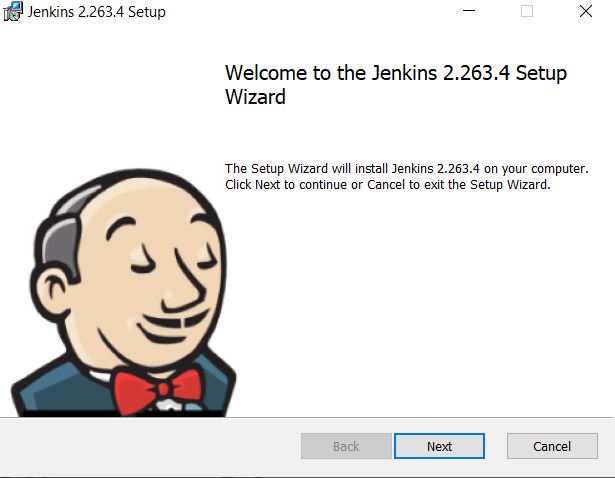 Jenkins 2.263.4 Setup
Welcome to the Jenkins 2.263.4 Setup
Wizard
The Setup Wizard will install Jenkins 2.263.4 on your computer.
Click Next to continue or Cancel to exit the Setup Wizard.
Back
Next
Cancel